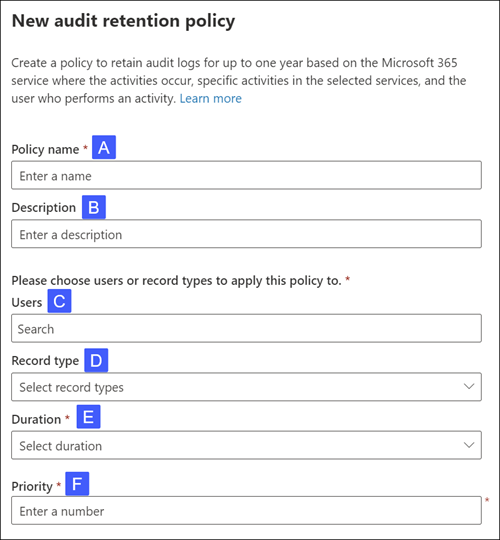 New audit retention policy
Create a policy to retain audit logs for up to one year based on the Microsoft 365
service where the activities occur, specific activities in the selected services, and the
user who performs an activity. Learn more
Policy name * A
Enter a name
Description B
Enter a description
Please choose users or record types to apply this policy to. *
Users C
Search
Record type D
Select record types
Duration * E
Select duration
Priority * F
Enter a number
*